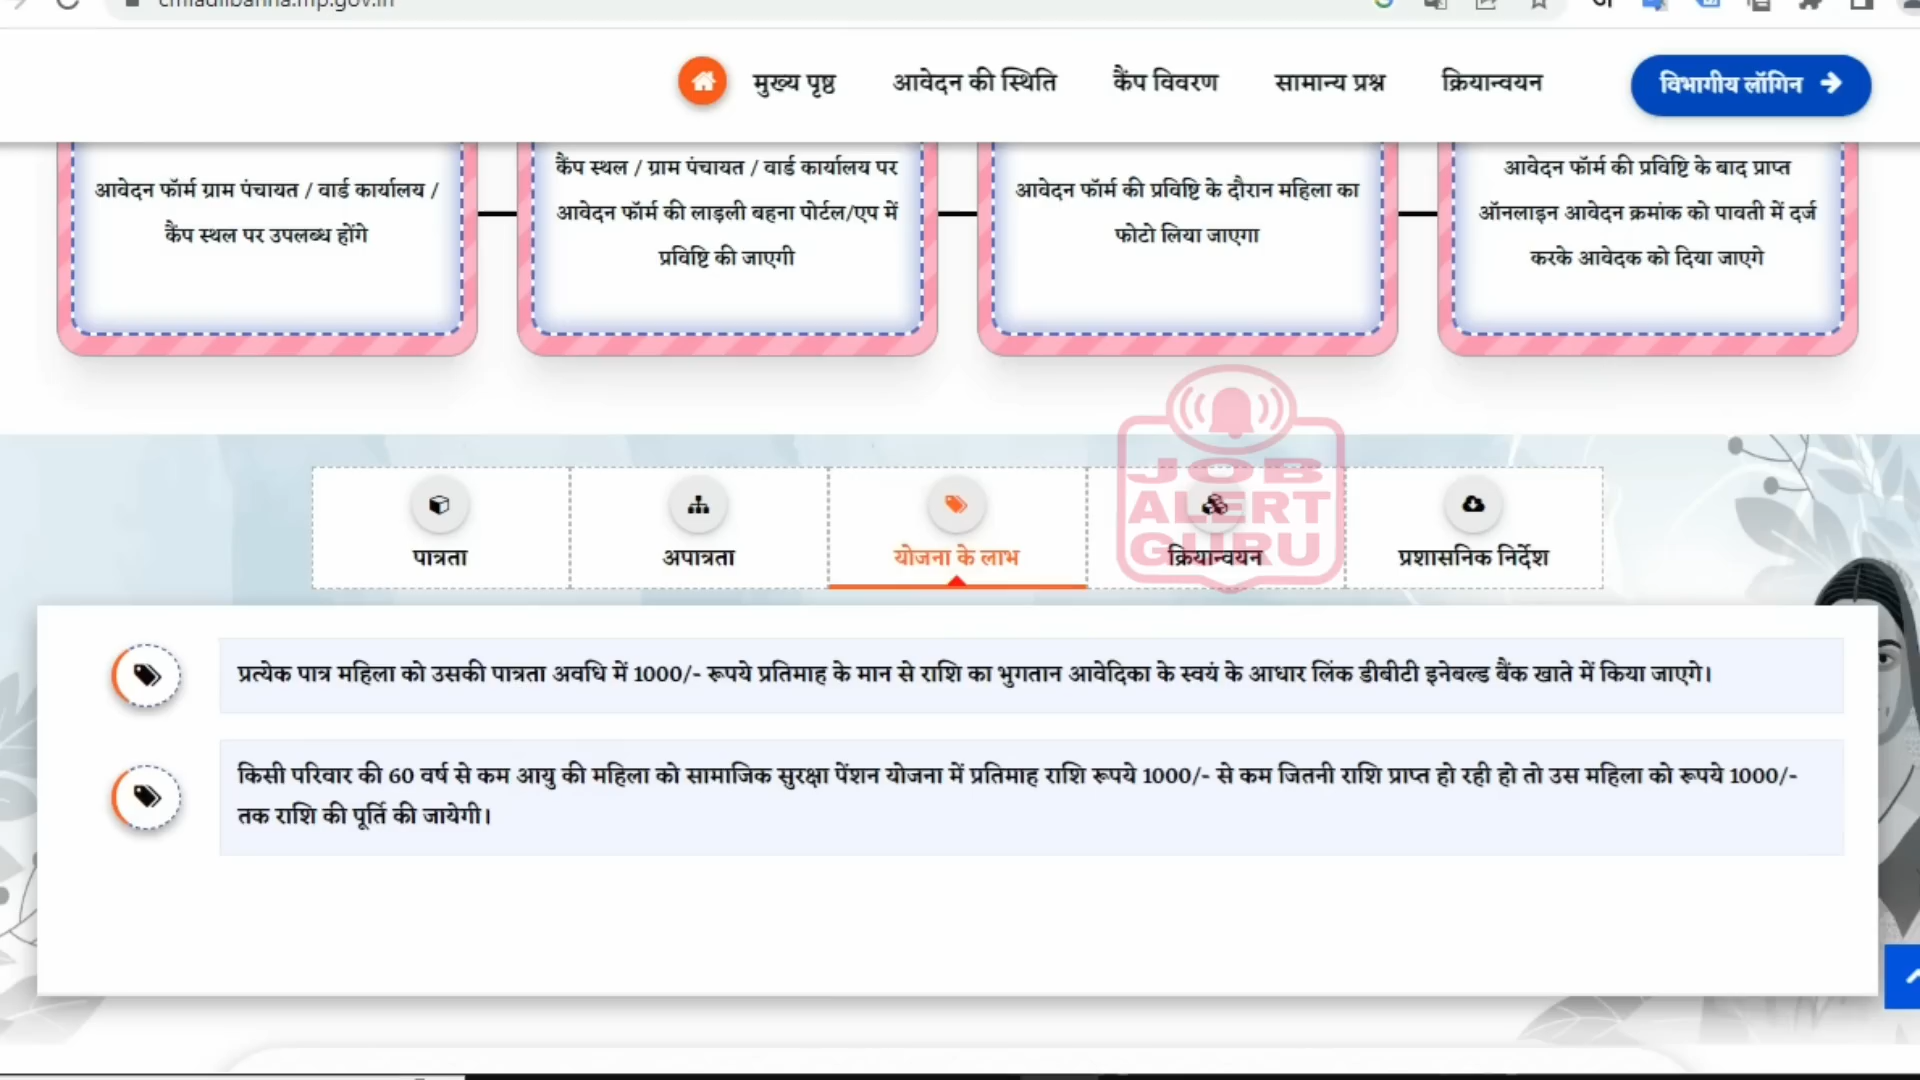 मुख्य पृष्ठ
आवेदन की स्थिति
कैंप विवरण
सामान्य प्रश्न
क्रियान्वयन
विभागीय लॉगिन
आवेदन फॉर्म ग्राम पंचायत / वार्ड कार्यालय /
कैंप स्थल पर उपलब्ध होंगे
कैंप स्थल / ग्राम पंचायत / वार्ड कार्यालय पर
आवेदन फॉर्म की लाड़ली बहना पोर्टल/एप में
प्रविष्टि की जाएगी
आवेदन फॉर्म की प्रविष्टि के दौरान महिला का
फोटो लिया जाएगा
आवेदन फॉर्म की प्रविष्टि के बाद प्राप्त
ऑनलाइन आवेदन क्रमांक को पावती में दर्ज
करके आवेदक को दिया जाएगे
JOB
ALERT
GURU
पात्रता
अपात्रता
योजना के लाभ
क्रियान्वयन
प्रशासनिक निर्देश
प्रत्येक पात्र महिला को उसकी पात्रता अवधि में 1000/- रूपये प्रतिमाह के मान से राशि का भुगतान आवेदिका के स्वयं के आधार लिंक डीबीटी इनेबल्ड बैंक खाते में किया जाएगे।
किसी परिवार की 60 वर्ष से कम आयु की महिला को सामाजिक सुरक्षा पेंशन योजना में प्रतिमाह राशि रूपये 1000/- से कम जितनी राशि प्राप्त हो रही हो तो उस महिला को रूपये 1000/-
तक राशि की पूर्ति की जायेगी।